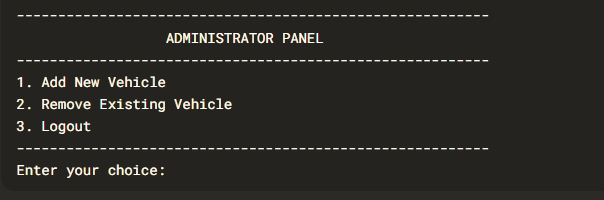 ---------------------------------------------------------
ADMINISTRATOR PANEL
---------------------------------------------------------
1. Add New Vehicle
2. Remove Existing Vehicle
3. Logout
---------------------------------------------------------
Enter your choice: